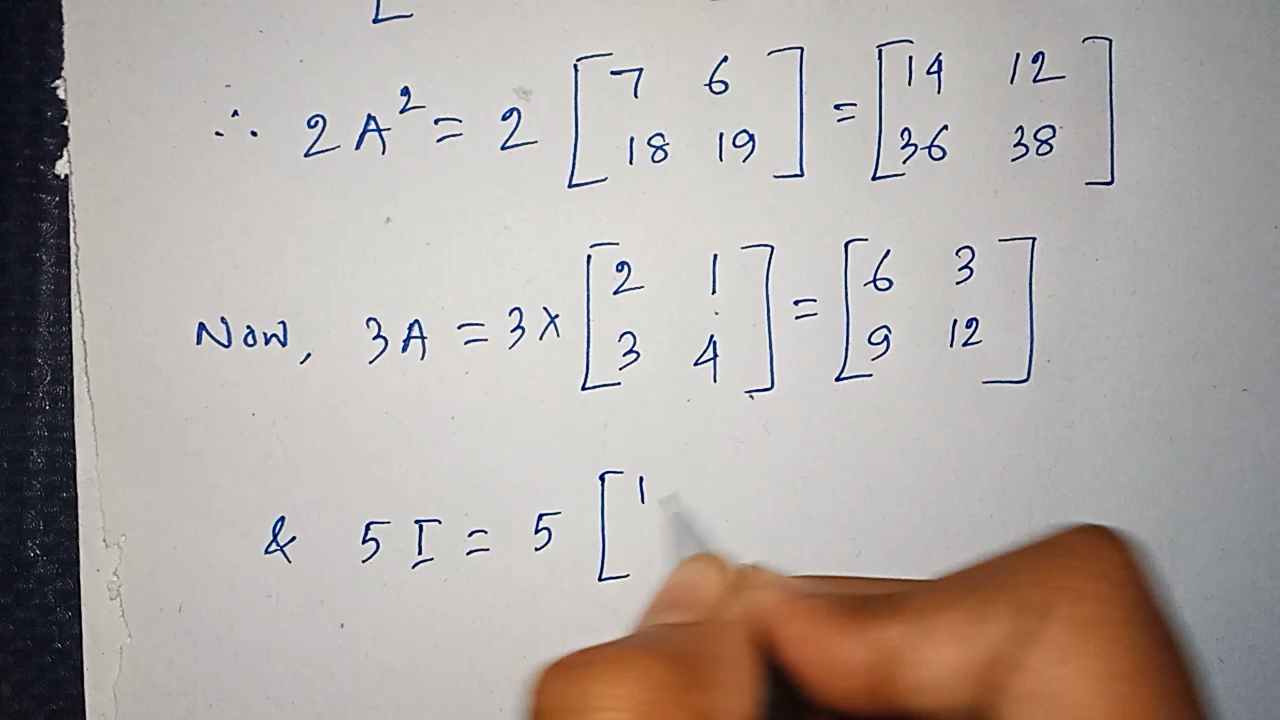 ∴ 2A² = 2 [7 6 18 19] = [14 12 36 38]
Now, 3A = 3× [2 1 3 4] = [6 3 9 12]
& 5I = 5 [1